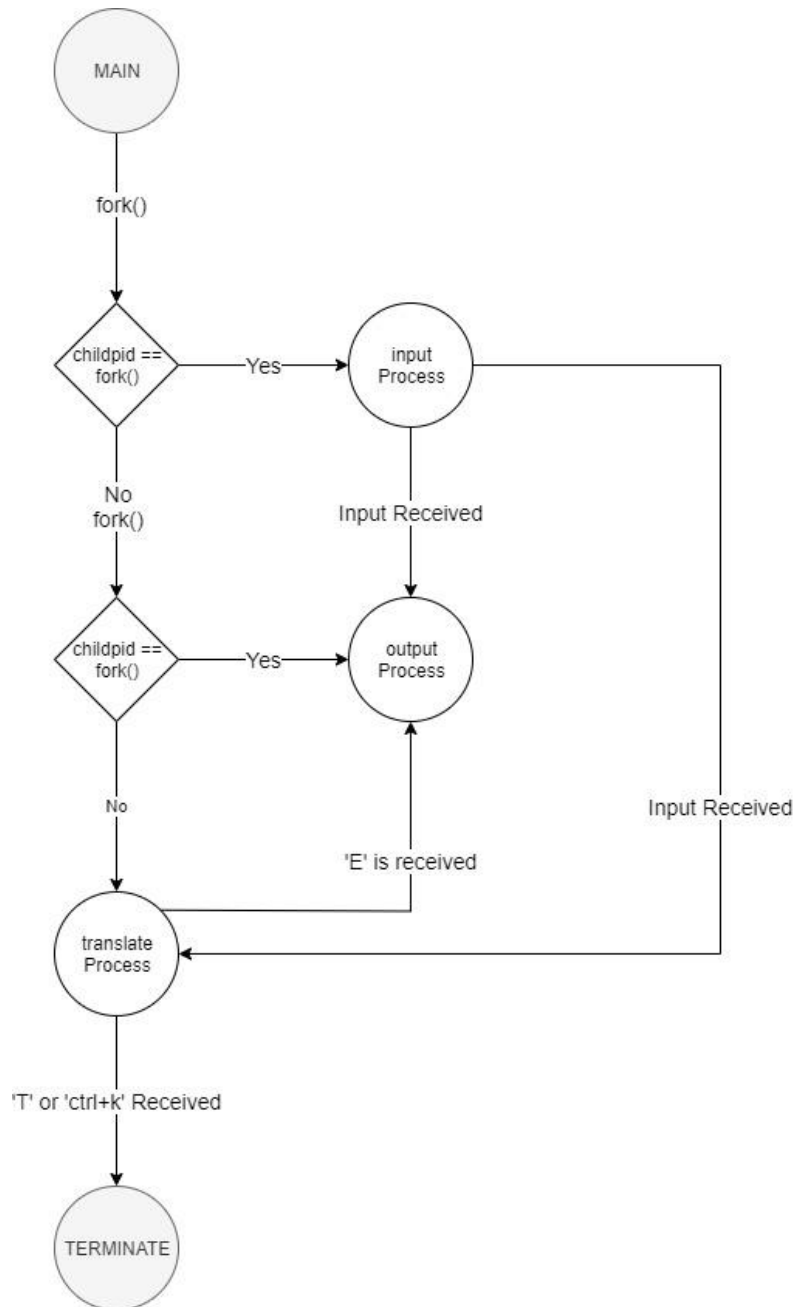 MAIN
fork()
childpid ==
fork()
Yes
input
Process
No
fork()
Input Received
childpid ==
fork()
Yes
output
Process
No
Input Received
'E' is received
translate
Process
'T' or 'ctrl+k' Received
TERMINATE